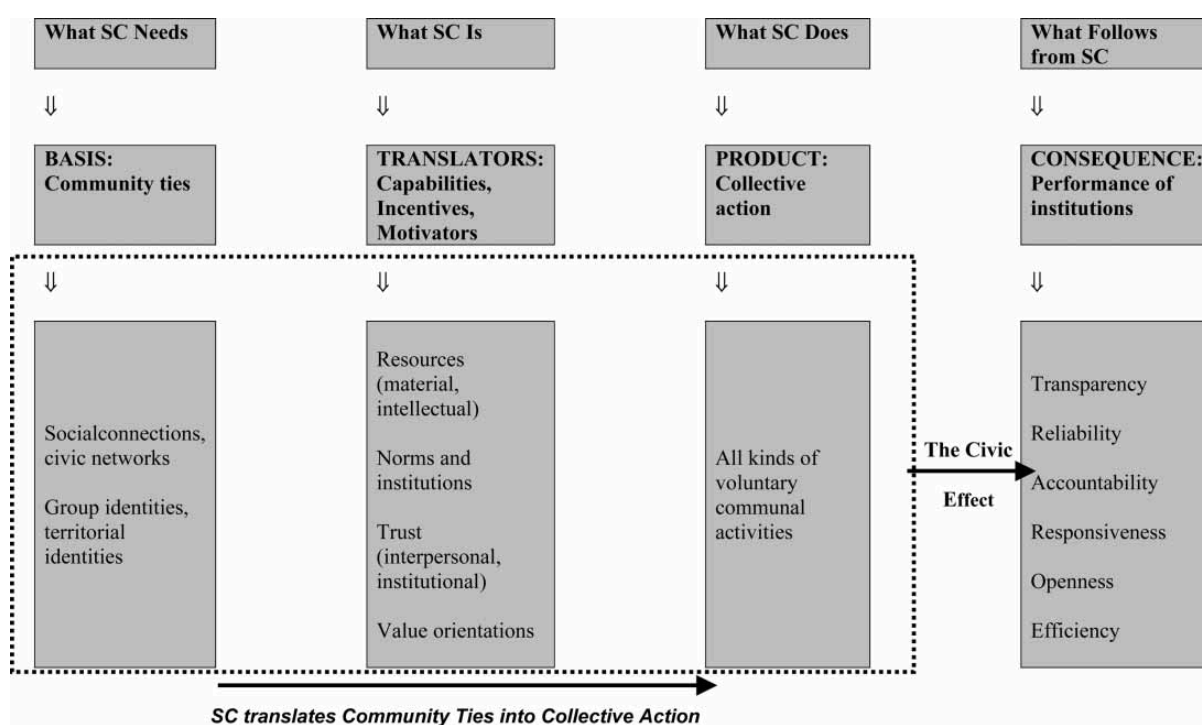 What SC Needs
What SC Is
What SC Does
What Follows
from SC
⇓
⇓
⇓
⇓
BASIS:
Community ties
TRANSLATORS:
Capabilities,
Incentives,
Motivators
PRODUCT:
Collective
action
CONSEQUENCE:
Performance of
institutions
⇓
⇓
⇓
⇓
Socialconnections,
civic networks
Group identities,
territorial
identities
Resources
(material,
intellectual)
Norms and
institutions
Trust
(interpersonal,
institutional)
Value orientations
All kinds of
voluntary
communal
activities
The Civic
Effect
Transparency
Reliability
Accountability
Responsiveness
Openness
Efficiency
SC translates Community Ties into Collective Action